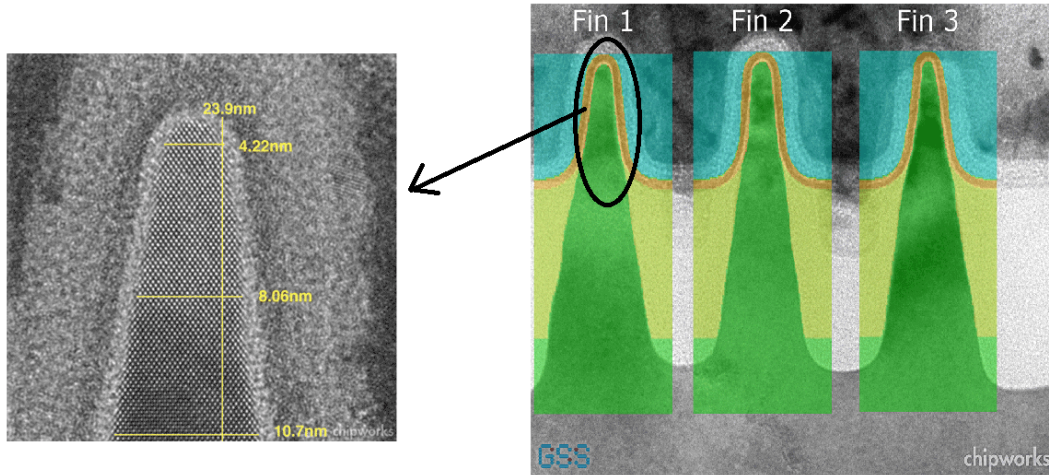 23.9nm
4.22nm
8.06nm
10.7nm
chipworks
Fin 1
Fin 2
Fin 3
GSS
chipworks